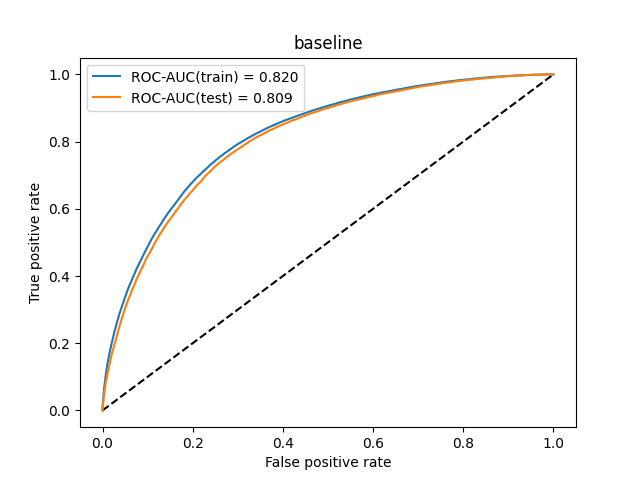 baseline
ROC-AUC(train) = 0.820
ROC-AUC(test) = 0.809
True positive rate
1.0
0.8
0.6
0.4
0.2
0.0
0.0 0.2 0.4 0.6 0.8 1.0
False positive rate